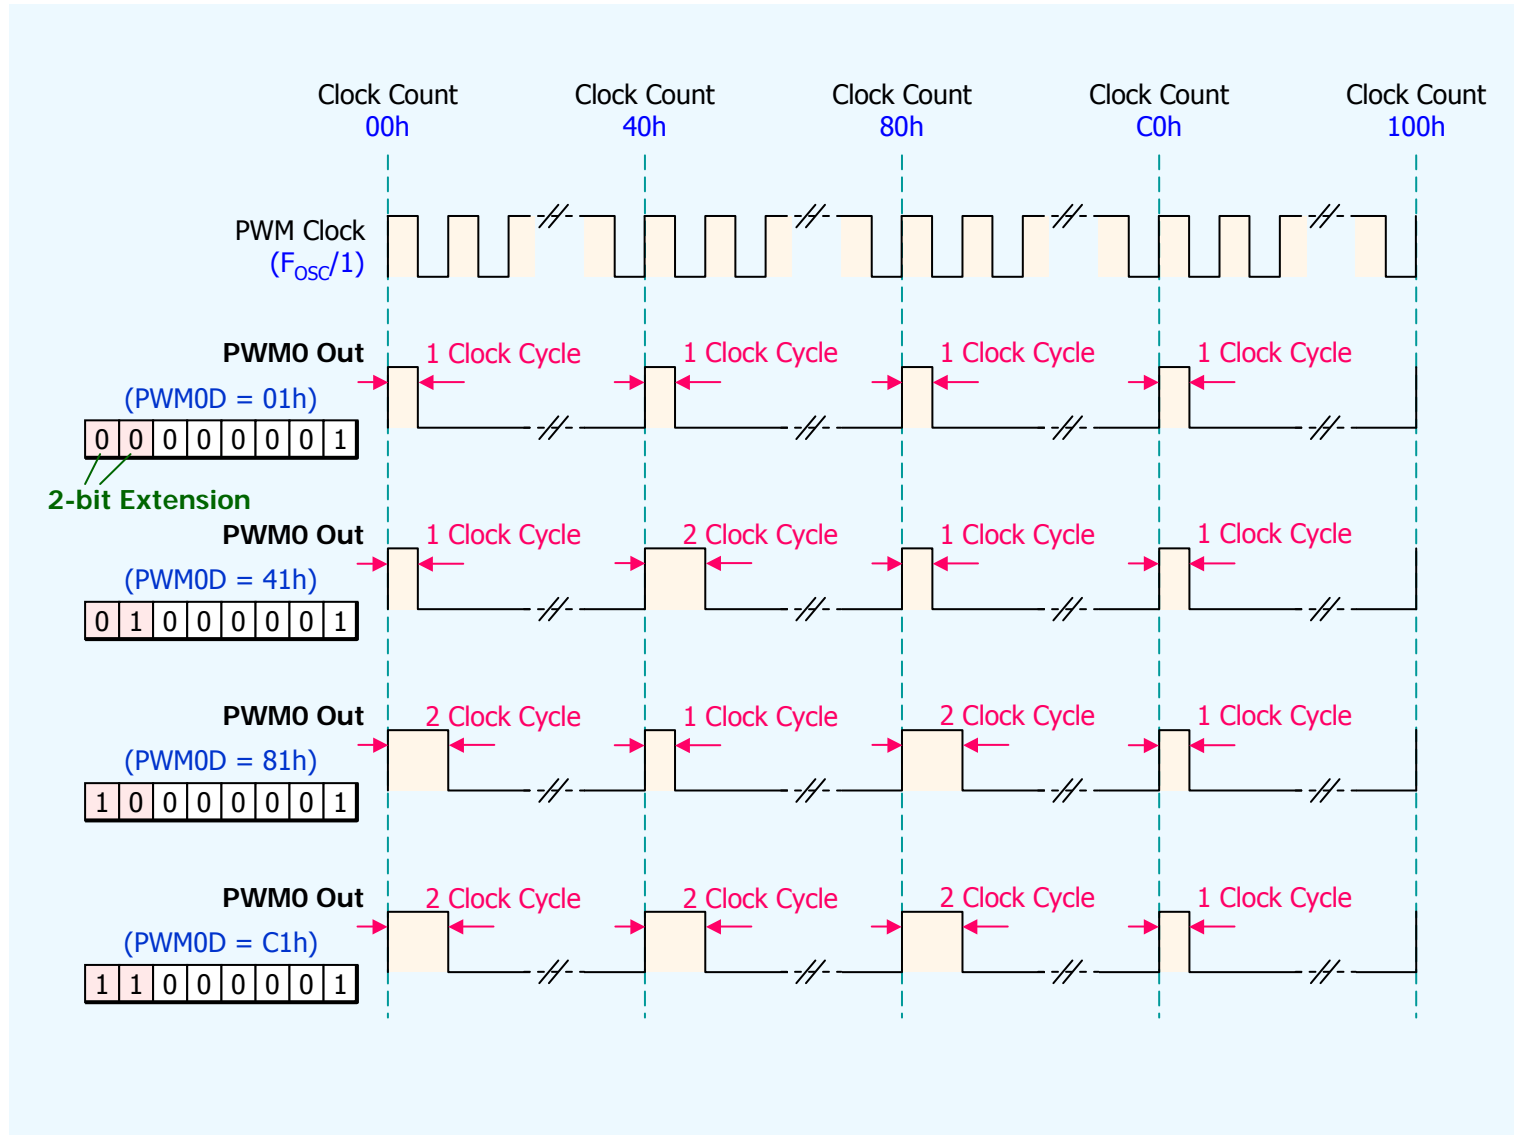 Clock Count Clock Count Clock Count Clock Count Clock Count
00h 40h 80h C0h 100h
PWM Clock
(FOSC/1)
PWM0 Out 1 Clock Cycle 1 Clock Cycle 1 Clock Cycle 1 Clock Cycle
(PWM0D = 01h)
0 0 0 0 0 0 0 1
2-bit Extension
PWM0 Out 1 Clock Cycle 2 Clock Cycle 1 Clock Cycle 1 Clock Cycle
(PWM0D = 41h)
0 1 0 0 0 0 0 1
PWM0 Out 2 Clock Cycle 1 Clock Cycle 2 Clock Cycle 1 Clock Cycle
(PWM0D = 81h)
1 0 0 0 0 0 0 1
PWM0 Out 2 Clock Cycle 2 Clock Cycle 2 Clock Cycle 1 Clock Cycle
(PWM0D = C1h)
1 1 0 0 0 0 0 1